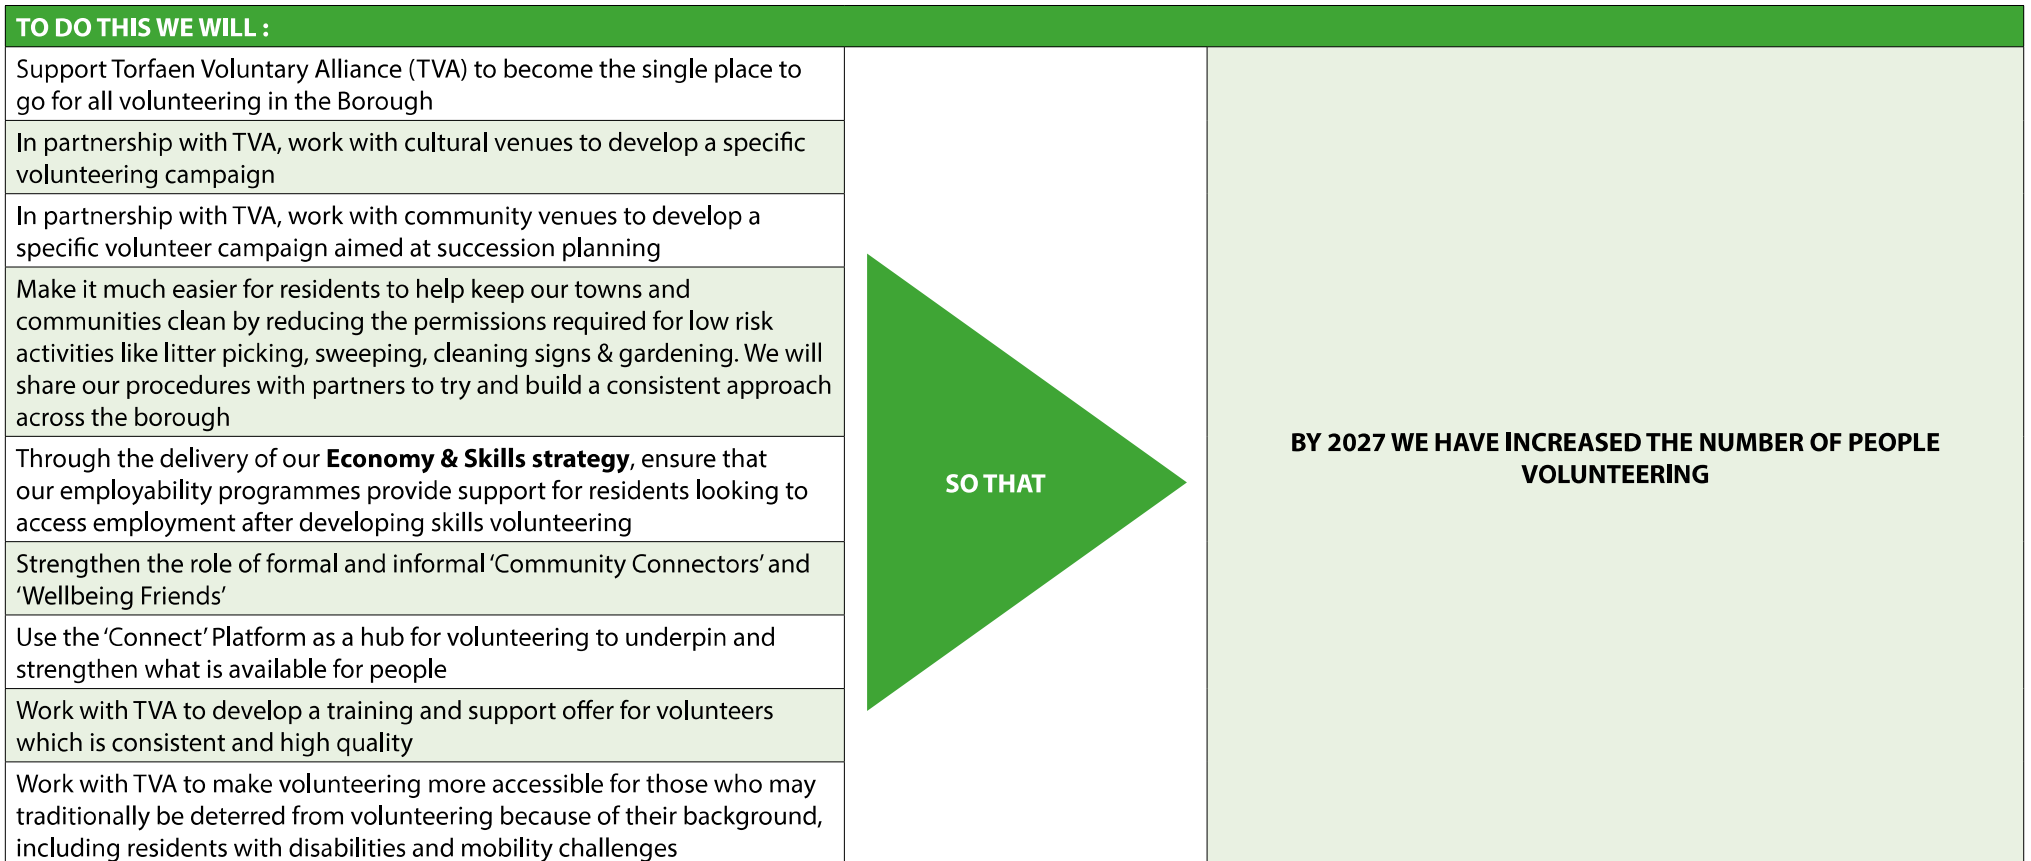 TO DO THIS WE WILL :
Support Torfaen Voluntary Alliance (TVA) to become the single place to
go for all volunteering in the Borough
In partnership with TVA, work with cultural venues to develop a specific
volunteering campaign
In partnership with TVA, work with community venues to develop a
specific volunteer campaign aimed at succession planning
Make it much easier for residents to help keep our towns and
communities clean by reducing the permissions required for low risk
activities like litter picking, sweeping, cleaning signs & gardening. We will
share our procedures with partners to try and build a consistent approach
across the borough
Through the delivery of our Economy & Skills strategy, ensure that
our employability programmes provide support for residents looking to
access employment after developing skills volunteering
Strengthen the role of formal and informal ‘Community Connectors’ and
‘Wellbeing Friends’
Use the ‘Connect’ Platform as a hub for volunteering to underpin and
strengthen what is available for people
Work with TVA to develop a training and support offer for volunteers
which is consistent and high quality
Work with TVA to make volunteering more accessible for those who may
traditionally be deterred from volunteering because of their background,
including residents with disabilities and mobility challenges
SO THAT
BY 2027 WE HAVE INCREASED THE NUMBER OF PEOPLE
VOLUNTEERING